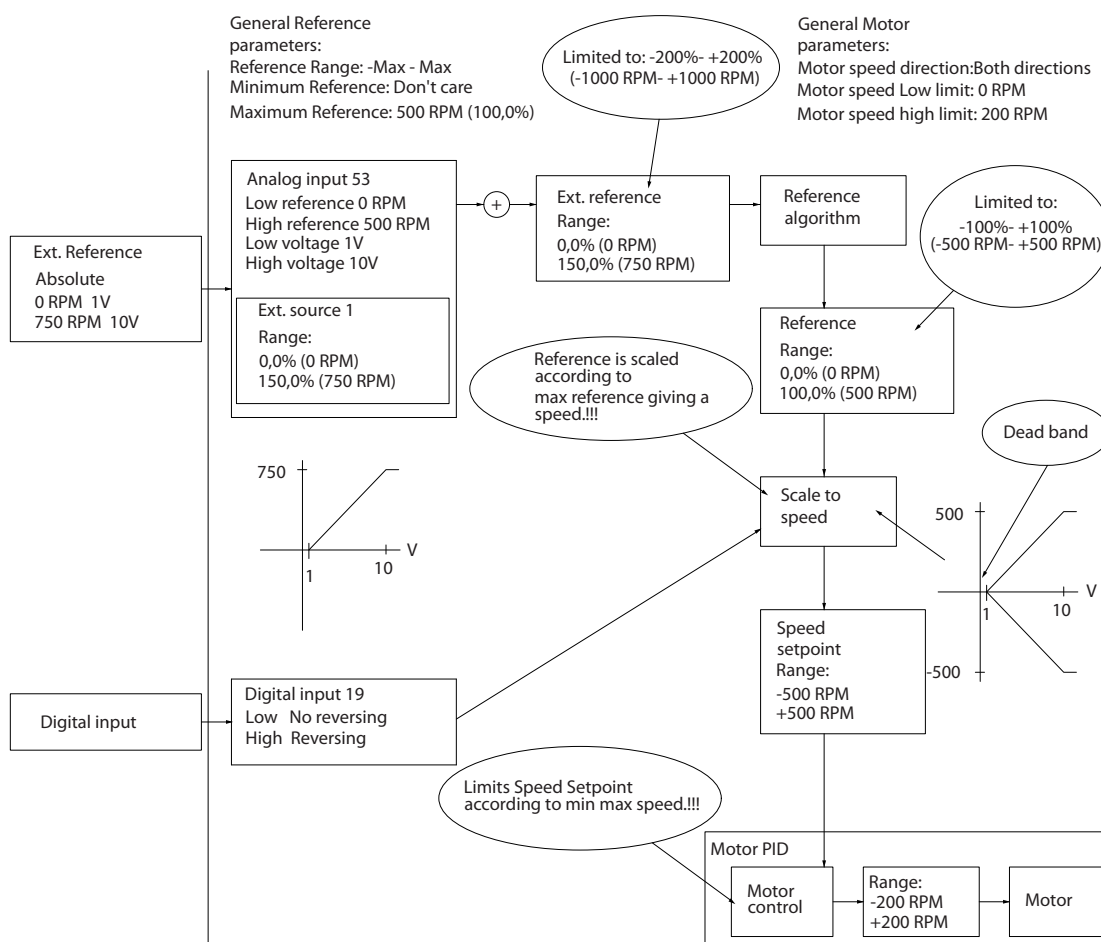 General Reference
parameters:
Reference Range: -Max - Max
Minimum Reference: Don't care
Maximum Reference: 500 RPM (100,0%)
Limited to: -200%- +200%
(-1000 RPM- +1000 RPM)
General Motor
parameters:
Motor speed direction:Both directions
Motor speed Low limit: 0 RPM
Motor speed high limit: 200 RPM
Ext. Reference
Absolute
0 RPM 1V
750 RPM 10V
Analog input 53
Low reference 0 RPM
High reference 500 RPM
Low voltage 1V
High voltage 10V
Ext. source 1
Range:
0,0% (0 RPM)
150,0% (750 RPM)
+
Ext. reference
Range:
0,0% (0 RPM)
150,0% (750 RPM)
Reference
algorithm
Limited to:
-100%- +100%
(-500 RPM- +500 RPM)
Reference
Range:
0,0% (0 RPM)
100,0% (500 RPM)
Reference is scaled
according to
max reference giving a
speed.!!!
Dead band
750
1
10
V
Scale to
speed
500
V
1
10
-500
Speed
setpoint
Range:
-500 RPM
+500 RPM
Digital input
Digital input 19
Low No reversing
High Reversing
Limits Speed Setpoint
according to min max speed.!!!
Motor PID
Motor
control
Range:
-200 RPM
+200 RPM
Motor